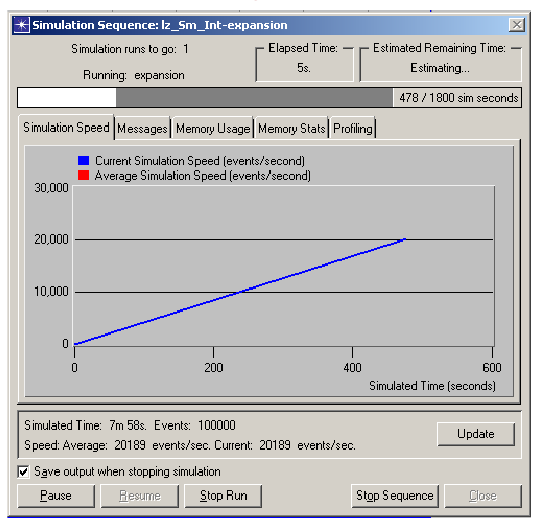 Simulation Sequence: lz_Sm_Int-expansion
Simulation runs to go: 1
Running: expansion
Elapsed Time:
5s.
Estimated Remaining Time:
Estimating...
478 / 1800 sim seconds
Simulation Speed Messages Memory Usage Memory Stats Profiling
Current Simulation Speed (events/second)
Average Simulation Speed (events/second)
30,000
20,000
10,000
0
0 200 400 600
Simulated Time (seconds)
Simulated Time: 7m 58s. Events: 100000
Speed: Average: 20189 events/sec. Current: 20189 events/sec.
Update
Save output when stopping simulation
Pause Resume Stop Run Stop Sequence Close